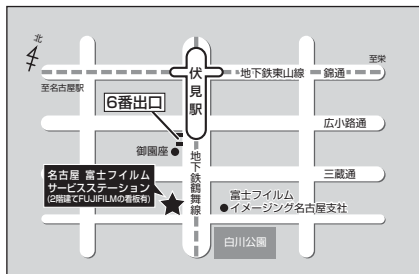 北
至栄
伏見駅
地下鉄東山線
錦通
至名古屋駅
6番出口
広小路通
御園座
地下鉄鶴舞線
名古屋 富士フイルム
サービスステーション
(2階建てFUJIFILMの看板有)
三蔵通
富士フイルム
イメージング名古屋支社
白川公園